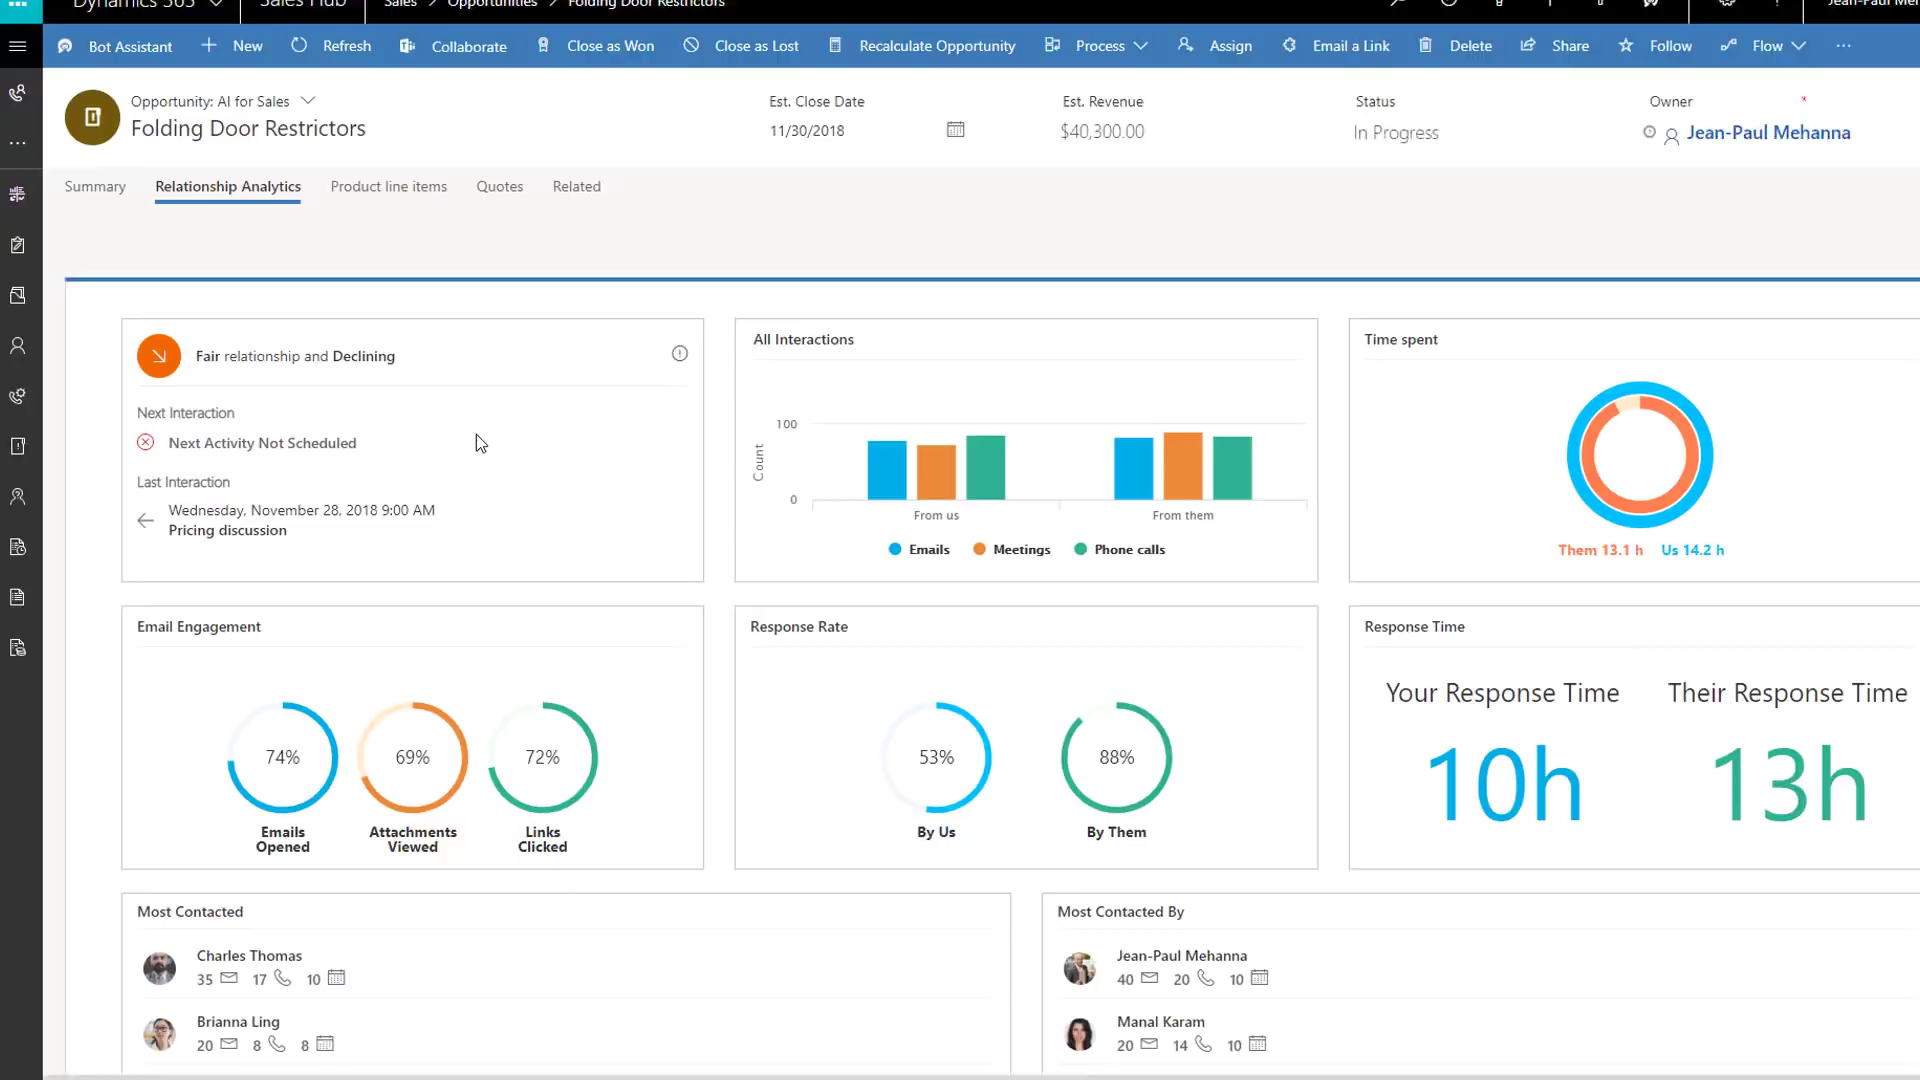 Dynamics 365 Sales Hub Sales > Opportunities > Folding Door Restrictors
Bot Assistant New Refresh Collaborate Close as Won Close as Lost Recalculate Opportunity Process Assign Email a Link Delete Share Follow Flow
Opportunity: AI for Sales
Folding Door Restrictors
Est. Close Date
11/30/2018
Est. Revenue
$40,300.00
Status
In Progress
Owner *
Jean-Paul Mehanna
Summary Relationship Analytics Product line items Quotes Related
Fair relationship and Declining
Next Interaction
Next Activity Not Scheduled
Last Interaction
Wednesday, November 28, 2018 9:00 AM
Pricing discussion
All Interactions
Count
100
0
From us From them
Emails Meetings Phone calls
Time spent
Them 13.1 h Us 14.2 h
Email Engagement
74% 69% 72%
Emails
Opened
Attachments
Viewed
Links
Clicked
Response Rate
53% 88%
By Us By Them
Response Time
Your Response Time Their Response Time
10h 13h
Most Contacted
Charles Thomas
35 17 10
Brianna Ling
20 8 8
Most Contacted By
Jean-Paul Mehanna
40 20 10
Manal Karam
20 14 10